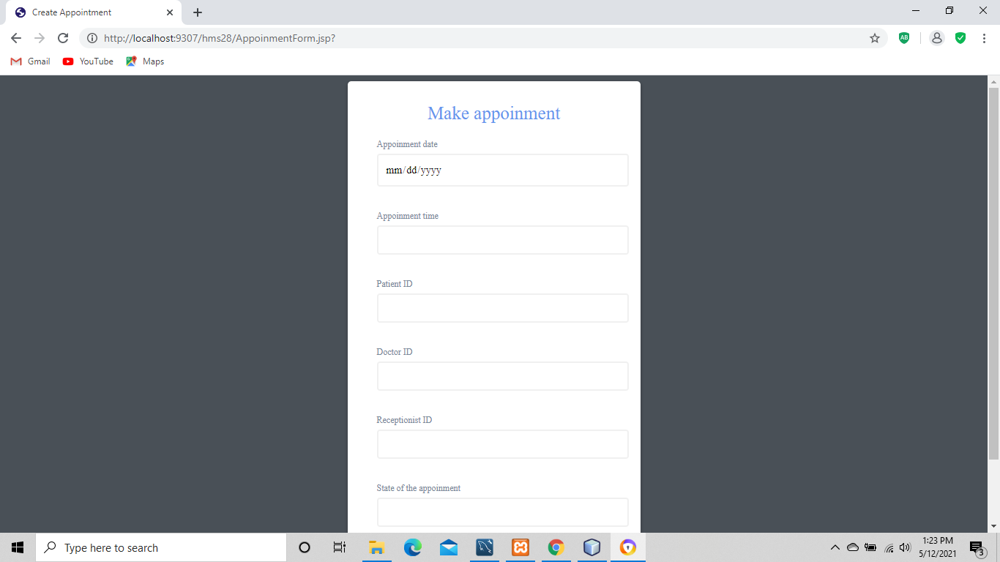 Create Appointment
http://localhost:9307/hms28/AppoinmentForm.jsp?
AB
Gmail YouTube Maps
Make appoinment
Appoinment date
mm/dd/yyyy
Appoinment time
Patient ID
Doctor ID
Receptionist ID
State of the appoinment
Type here to search
1:23 PM
5/12/2021
3